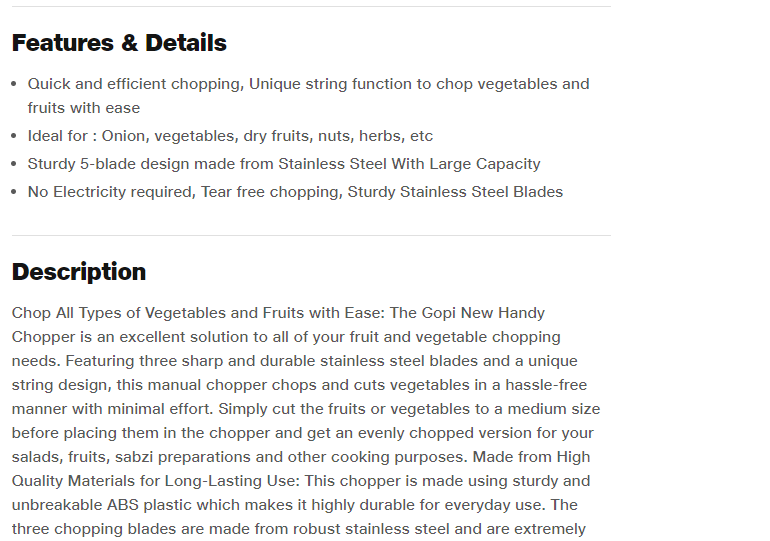 Features & Details
• Quick and efficient chopping, Unique string function to chop vegetables and
fruits with ease
• Ideal for : Onion, vegetables, dry fruits, nuts, herbs, etc
• Sturdy 5-blade design made from Stainless Steel With Large Capacity
• No Electricity required, Tear free chopping, Sturdy Stainless Steel Blades
Description
Chop All Types of Vegetables and Fruits with Ease: The Gopi New Handy
Chopper is an excellent solution to all of your fruit and vegetable chopping
needs. Featuring three sharp and durable stainless steel blades and a unique
string design, this manual chopper chops and cuts vegetables in a hassle-free
manner with minimal effort. Simply cut the fruits or vegetables to a medium size
before placing them in the chopper and get an evenly chopped version for your
salads, fruits, sabzi preparations and other cooking purposes. Made from High
Quality Materials for Long-Lasting Use: This chopper is made using sturdy and
unbreakable ABS plastic which makes it highly durable for everyday use. The
three chopping blades are made from robust stainless steel and are extremely